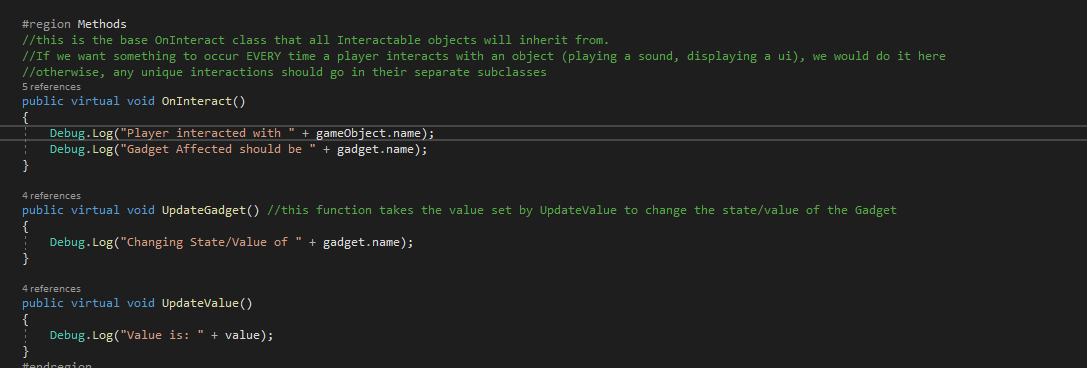 #region Methods
//this is the base OnInteract class that all Interactable objects will inherit from.
//If we want something to occur EVERY time a player interacts with an object (playing a sound, displaying a ui), we would do it here
//otherwise, any unique interactions should go in their separate subclasses
5 references
public virtual void OnInteract()
{
Debug.Log("Player interacted with " + gameObject.name);
Debug.Log("Gadget Affected should be " + gadget.name);
}
4 references
public virtual void UpdateGadget() //this function takes the value set by UpdateValue to change the state/value of the Gadget
{
Debug.Log("Changing State/Value of " + gadget.name);
}
4 references
public virtual void UpdateValue()
{
Debug.Log("Value is: " + value);
}
#endregion